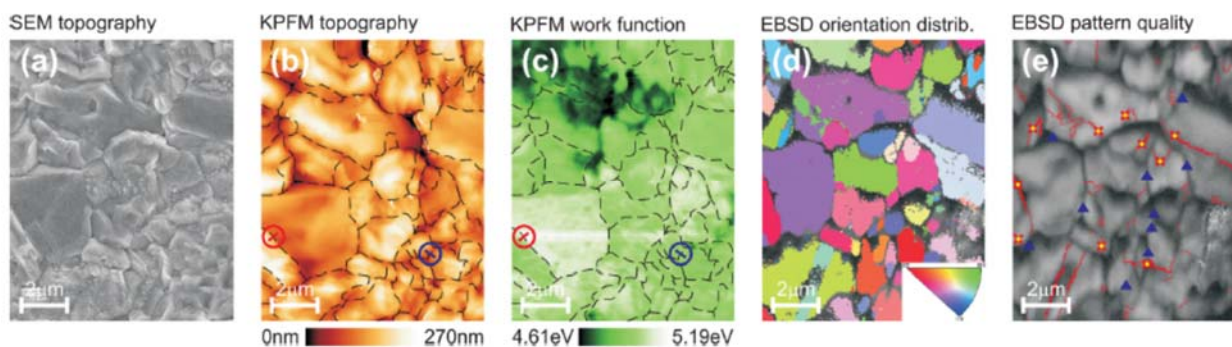 SEM topography
KPFM topography
KPFM work function
EBSD orientation distrib.
EBSD pattern quality
(a)
(b)
(c)
(d)
(e)
2μm
2μm
2μm
2μm
2μm
0nm
270nm
4.61eV
5.19eV